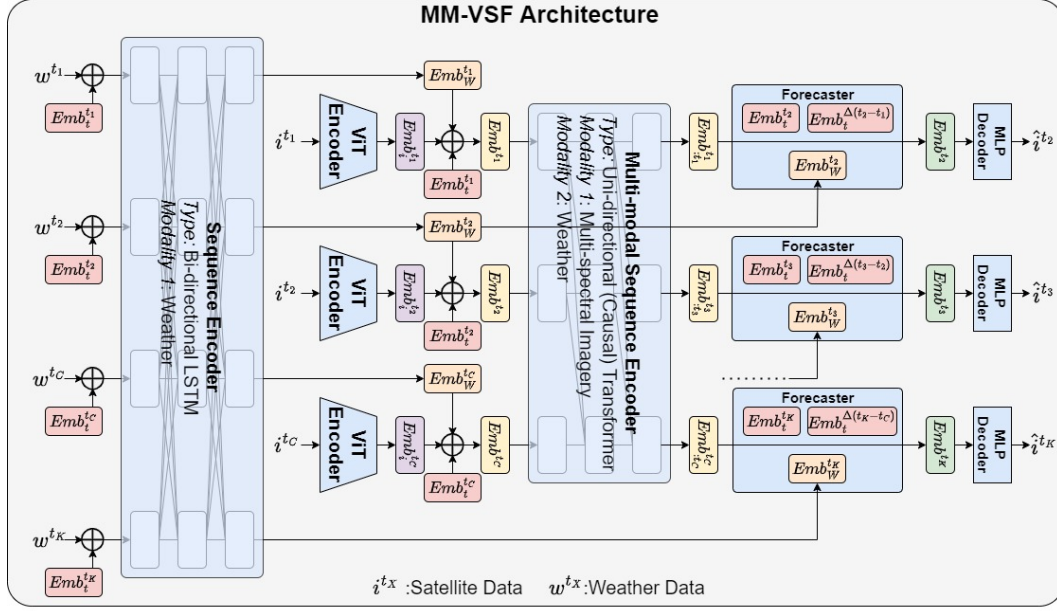 MM-VSF Architecture
w^{t_1}
Emb_t^{t_1}
w^{t_2}
Emb_t^{t_2}
w^{t_C}
Emb_t^{t_C}
w^{t_K}
Emb_t^{t_K}
Sequence Encoder
Type: Bi-directional LSTM
Modality 1: Weather
Emb_W^{t_1}
i^{t_1}
ViT
Encoder
Emb_i^{t_1}
Emb^{t_1}
Emb_t^{t_1}
Emb_W^{t_2}
i^{t_2}
ViT
Encoder
Emb_i^{t_2}
Emb^{t_2}
Emb_t^{t_2}
Emb_W^{t_C}
i^{t_C}
ViT
Encoder
Emb_i^{t_C}
Emb^{t_C}
Emb_t^{t_C}
Multi-modal Sequence Encoder
Type: Uni-directional (Causal) Transformer
Modality 1: Multi-spectral Imagery
Modality 2: Weather
Emb_{:t_1}^{t_1}
Forecaster
Emb_t^{t_2}
Emb_t^{Δ(t_2-t_1)}
Emb_W^{t_2}
Emb^{t_2}
MLP
Decoder
î^{t_2}
Emb_{:t_3}^{t_3}
Forecaster
Emb_t^{t_3}
Emb_t^{Δ(t_3-t_2)}
Emb_W^{t_3}
Emb^{t_3}
MLP
Decoder
î^{t_3}
........
Emb_{:t_C}^{t_C}
Forecaster
Emb_t^{t_K}
Emb_t^{Δ(t_K-t_C)}
Emb_W^{t_K}
Emb^{t_K}
MLP
Decoder
î^{t_K}
i^{t_X} :Satellite Data w^{t_X}:Weather Data